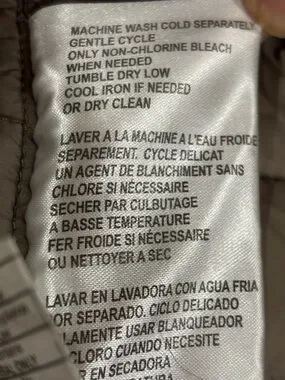 MACHINE WASH COLD SEPARATELY
GENTLE CYCLE
ONLY NON-CHLORINE BLEACH
WHEN NEEDED
TUMBLE DRY LOW
COOL IRON IF NEEDED
OR DRY CLEAN
LAVER A LA MACHINE A L'EAU FROIDE
SEPAREMENT. CYCLE DELICAT
UN AGENT DE BLANCHIMENT SANS
CHLORE SI NÉCESSAIRE
SECHER PAR CULBUTAGE
A BASSE TEMPERATURE
FER FROIDE SI NÉCESSAIRE
OU NETTOYER A SEC
LAVAR EN LAVADORA CON AGUA FRIA
POR SEPARADO. CICLO DELICADO
USAR BLANQUEADOR
CLORO CUANDO NECESITE
EN SECADORA